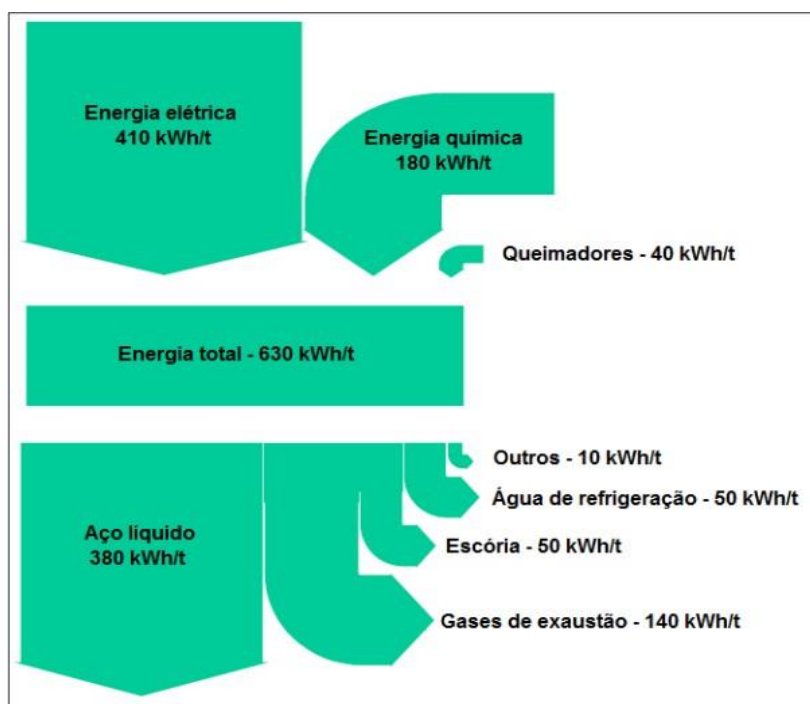 Energia elétrica
410 kWh/t
Energia química
180 kWh/t
Queimadores - 40 kWh/t
Energia total - 630 kWh/t
Outros - 10 kWh/t
Água de refrigeração - 50 kWh/t
Aço líquido
380 kWh/t
Escória - 50 kWh/t
Gases de exaustão - 140 kWh/t